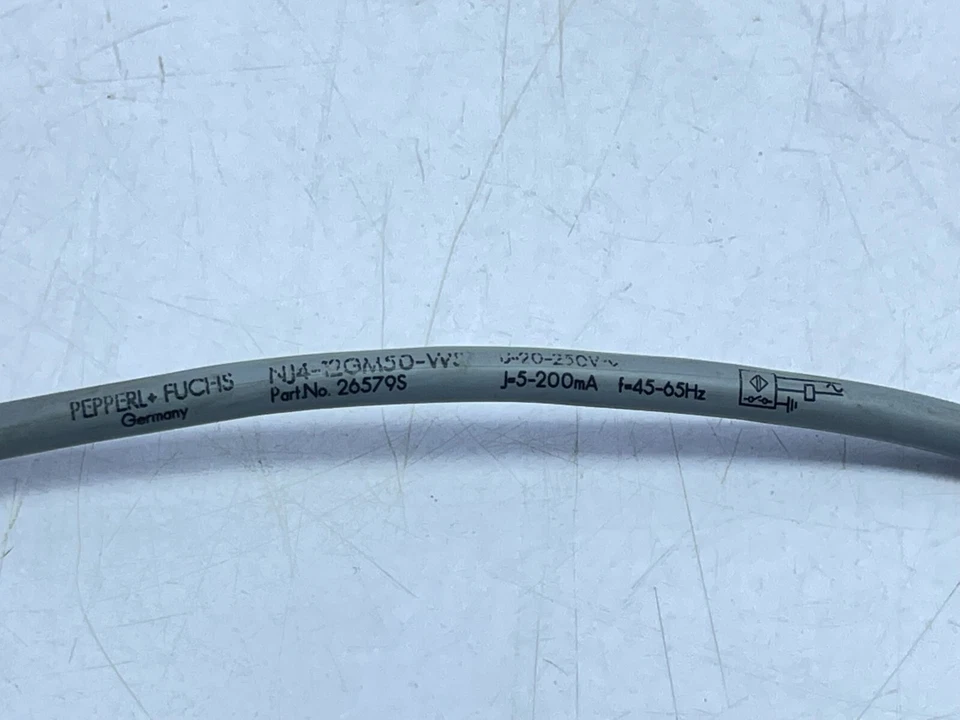 PEPPERL+ FUCHS
Germany
NJ4-12GM50-WS
Part.No. 26579S
U=20-250V~
J=5-200mA f=45-65Hz